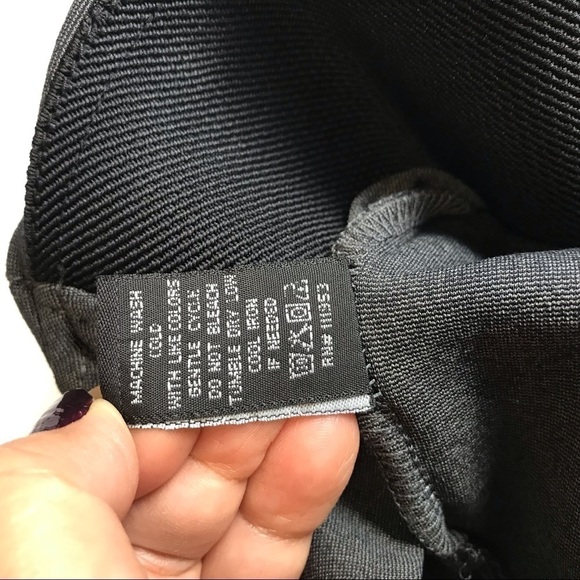 MACHINE WASH
COLD
WITH LIKE COLORS
GENTLE CYCLE
DO NOT BLEACH
TUMBLE DRY LOW
COOL IRON
IF NEEDED
RN# 111953